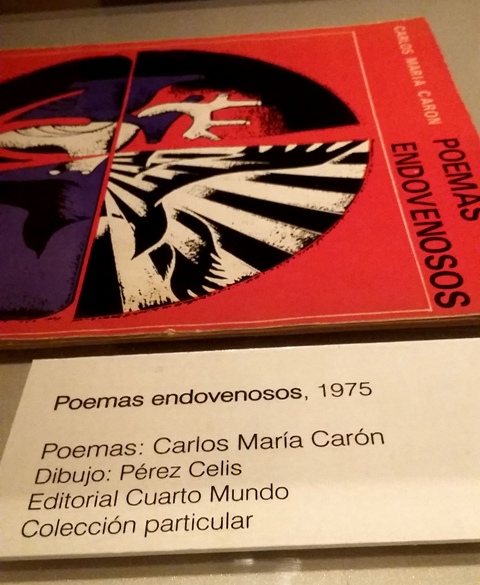 CARLOS MARIA CARON
POEMAS
ENDOVENOSOS
Poemas endovenosos, 1975
Poemas: Carlos María Carón
Dibujo: Pérez Celis
Editorial Cuarto Mundo
Colección particular